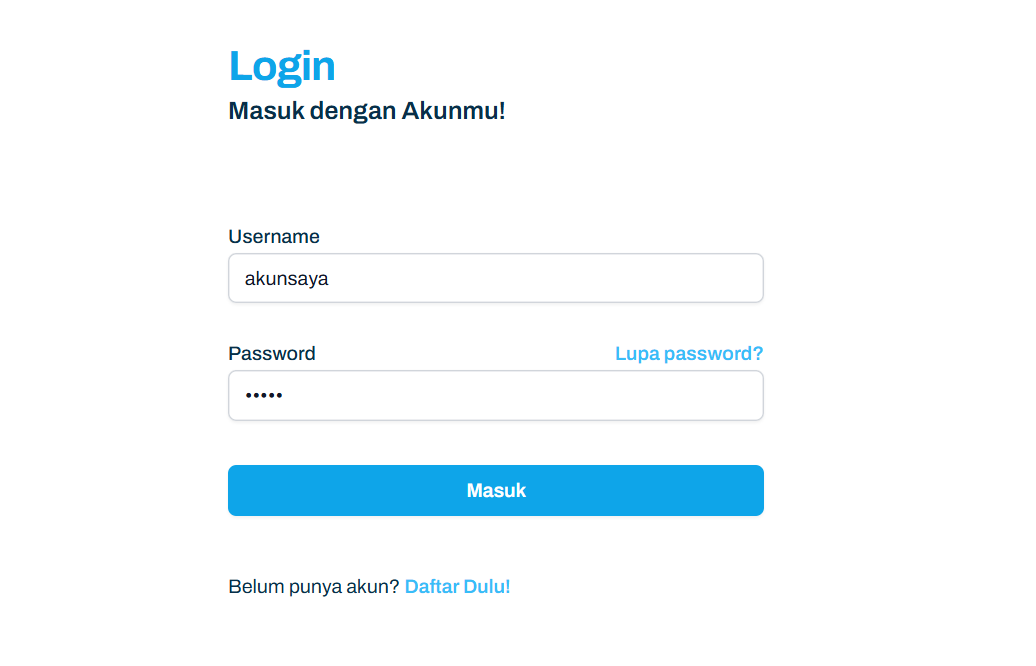 Login
Masuk dengan Akunmu!
Username
akunsaya
Password Lupa password?
•••••
Masuk
Belum punya akun? Daftar Dulu!